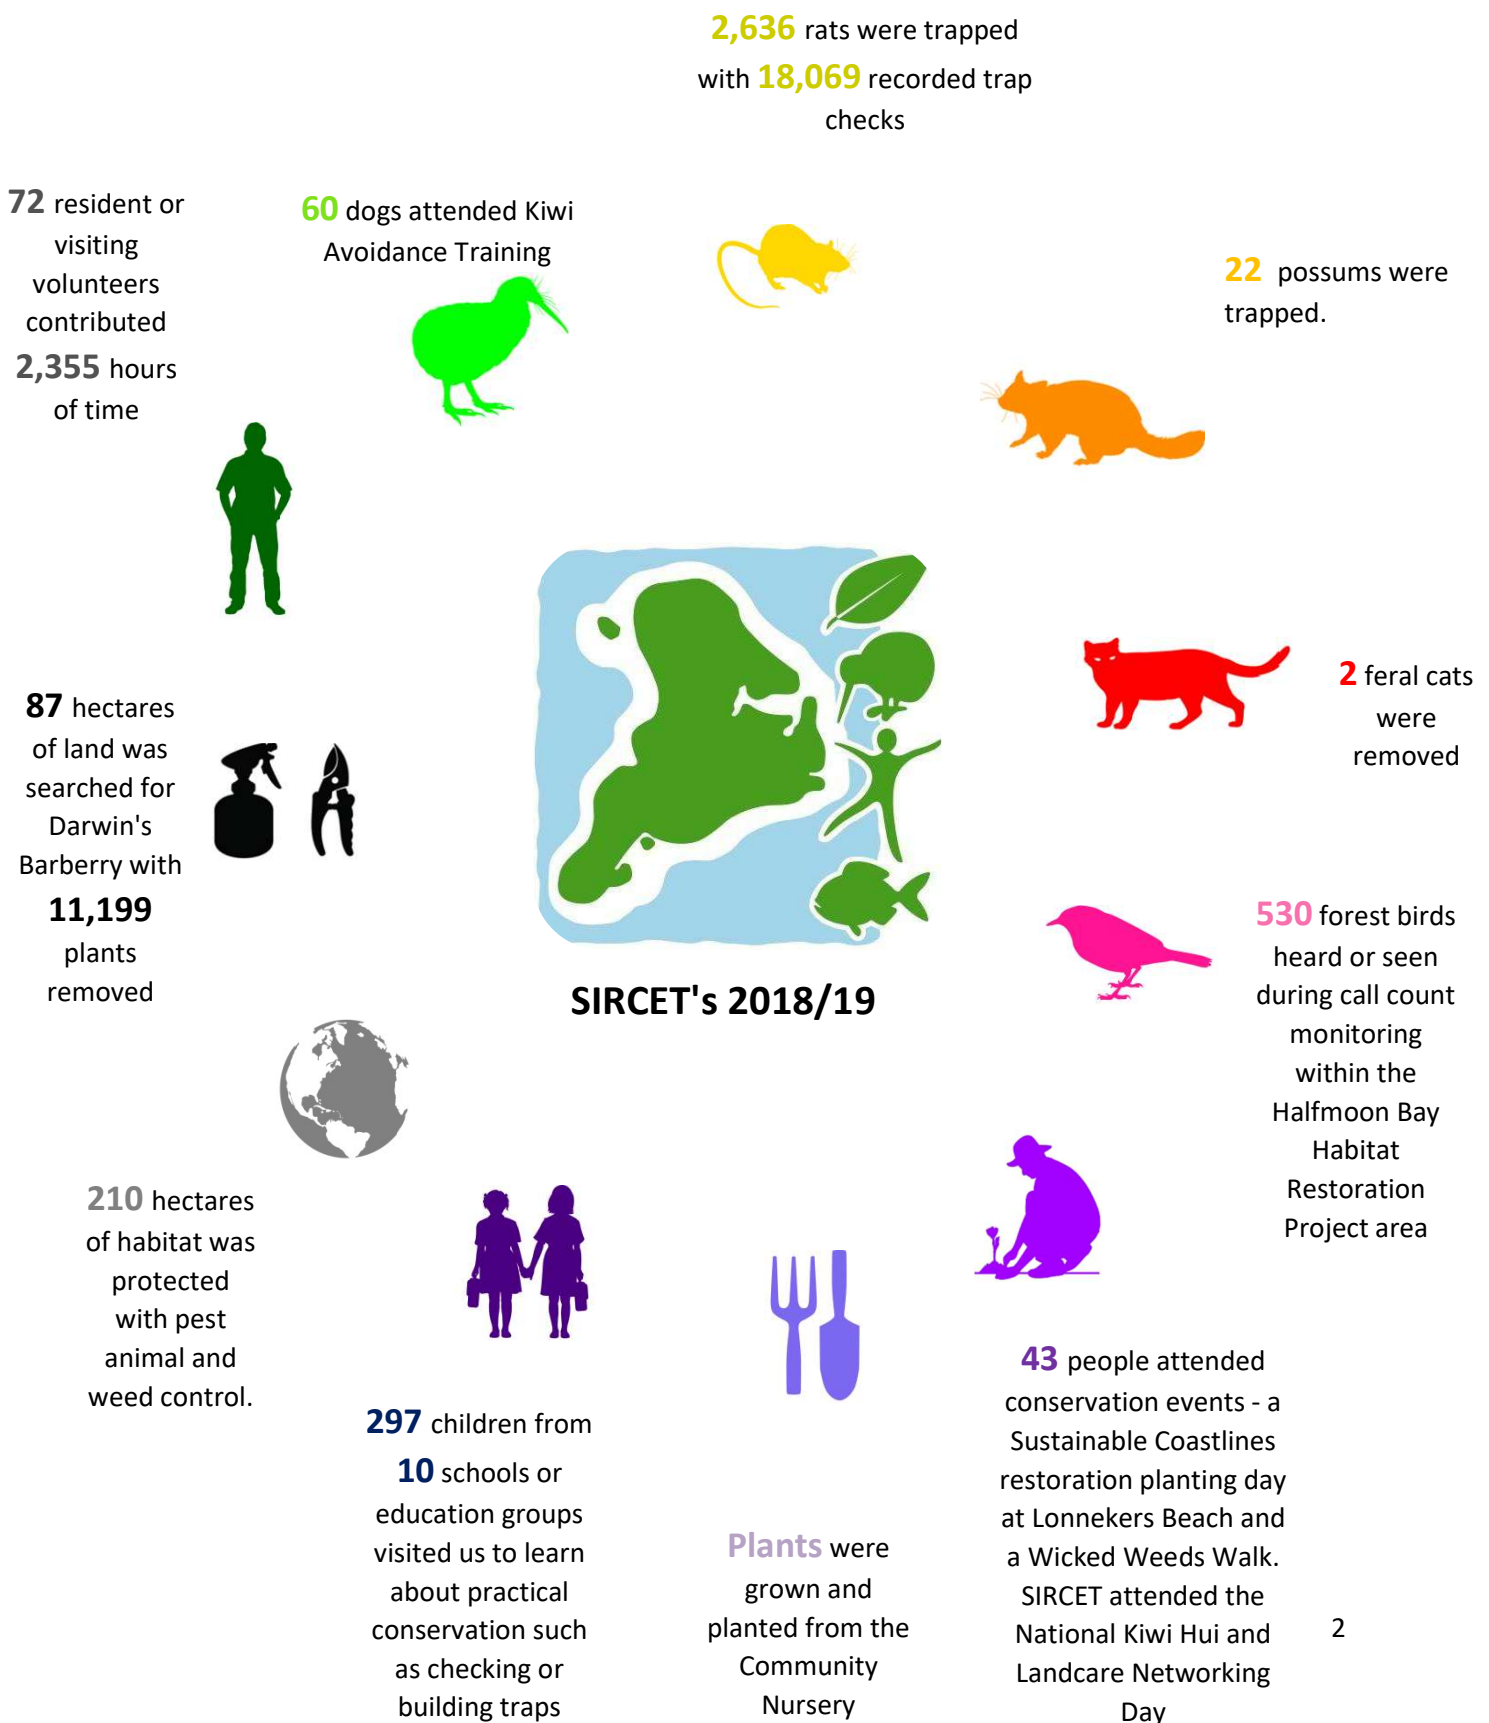 2,636 rats were trapped
with 18,069 recorded trap
checks
72 resident or
visiting
volunteers
contributed
2,355 hours
of time
60 dogs attended Kiwi
Avoidance Training
22 possums were
trapped.
2 feral cats
were
removed
87 hectares
of land was
searched for
Darwin's
Barberry with
11,199
plants
removed
SIRCET's 2018/19
530 forest birds
heard or seen
during call count
monitoring
within the
Halfmoon Bay
Habitat
Restoration
Project area
210 hectares
of habitat was
protected
with pest
animal and
weed control.
297 children from
10 schools or
education groups
visited us to learn
about practical
conservation such
as checking or
building traps
Plants were
grown and
planted from the
Community
Nursery
43 people attended
conservation events - a
Sustainable Coastlines
restoration planting day
at Lonnekers Beach and
a Wicked Weeds Walk.
SIRCET attended the
National Kiwi Hui and
Landcare Networking
Day
2